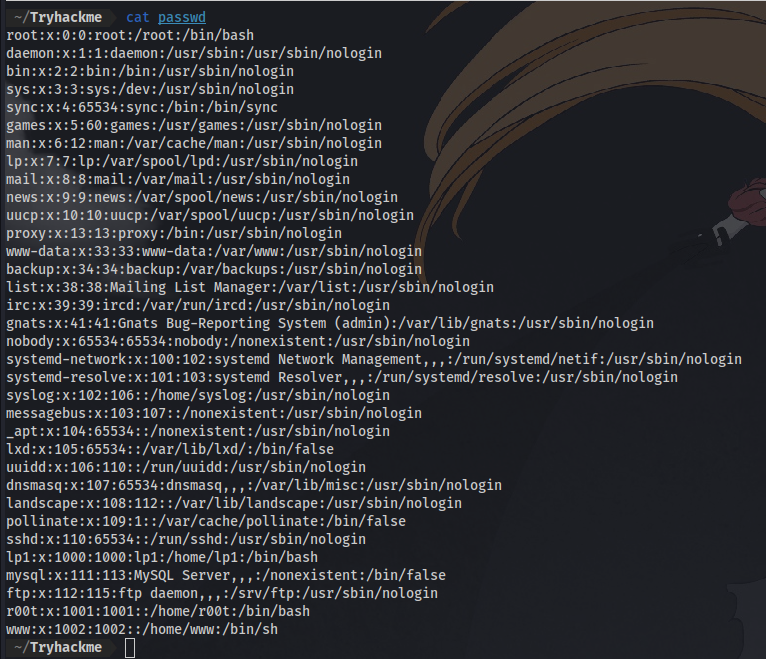 ~/Tryhackme cat passwd
root:x:0:0:root:/root:/bin/bash
daemon:x:1:1:daemon:/usr/sbin:/usr/sbin/nologin
bin:x:2:2:bin:/bin:/usr/sbin/nologin
sys:x:3:3:sys:/dev:/usr/sbin/nologin
sync:x:4:65534:sync:/bin:/bin/sync
games:x:5:60:games:/usr/games:/usr/sbin/nologin
man:x:6:12:man:/var/cache/man:/usr/sbin/nologin
lp:x:7:7:lp:/var/spool/lpd:/usr/sbin/nologin
mail:x:8:8:mail:/var/mail:/usr/sbin/nologin
news:x:9:9:news:/var/spool/news:/usr/sbin/nologin
uucp:x:10:10:uucp:/var/spool/uucp:/usr/sbin/nologin
proxy:x:13:13:proxy:/bin:/usr/sbin/nologin
www-data:x:33:33:www-data:/var/www:/usr/sbin/nologin
backup:x:34:34:backup:/var/backups:/usr/sbin/nologin
list:x:38:38:Mailing List Manager:/var/list:/usr/sbin/nologin
irc:x:39:39:ircd:/var/run/ircd:/usr/sbin/nologin
gnats:x:41:41:Gnats Bug-Reporting System (admin):/var/lib/gnats:/usr/sbin/nologin
nobody:x:65534:65534:nobody:/nonexistent:/usr/sbin/nologin
systemd-network:x:100:102:systemd Network Management,,,:/run/systemd/netif:/usr/sbin/nologin
systemd-resolve:x:101:103:systemd Resolver,,,:/run/systemd/resolve:/usr/sbin/nologin
syslog:x:102:106::/home/syslog:/usr/sbin/nologin
messagebus:x:103:107::/nonexistent:/usr/sbin/nologin
_apt:x:104:65534::/nonexistent:/usr/sbin/nologin
lxd:x:105:65534::/var/lib/lxd/:/bin/false
uuidd:x:106:110::/run/uuidd:/usr/sbin/nologin
dnsmasq:x:107:65534:dnsmasq,,,:/var/lib/misc:/usr/sbin/nologin
landscape:x:108:112::/var/lib/landscape:/usr/sbin/nologin
pollinate:x:109:1::/var/cache/pollinate:/bin/false
sshd:x:110:65534::/run/sshd:/usr/sbin/nologin
lp1:x:1000:1000:lp1:/home/lp1:/bin/bash
mysql:x:111:113:MySQL Server,,,:/nonexistent:/bin/false
ftp:x:112:115:ftp daemon,,,:/srv/ftp:/usr/sbin/nologin
r00t:x:1001:1001::/home/r00t:/bin/bash
www:x:1002:1002::/home/www:/bin/sh
~/Tryhackme